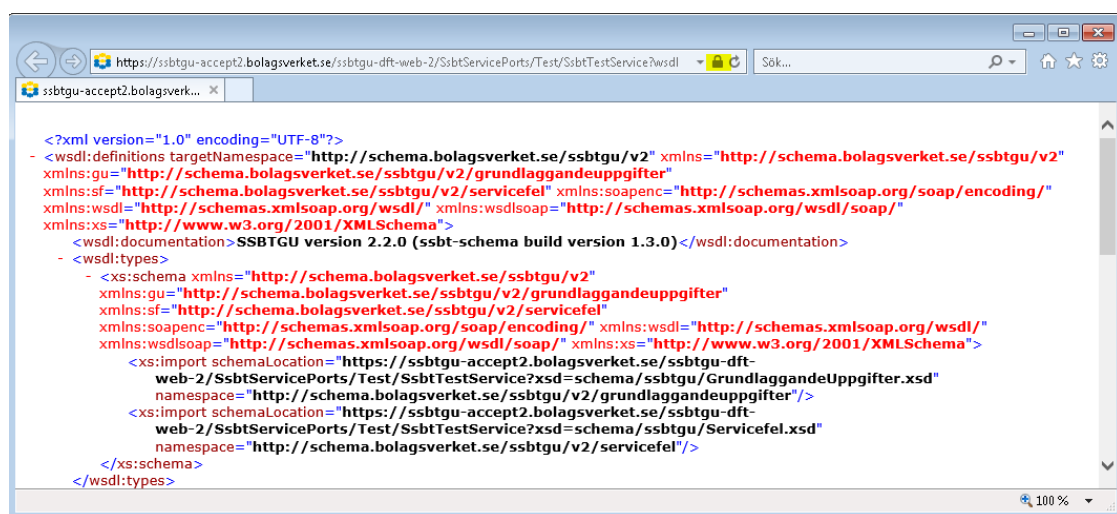 https://ssbtgu-accept2.bolagsverket.se/ssbtgu-dft-web-2/SsbtServicePorts/Test/SsbtTestService?wsdl
Sök...
ssbtgu-accept2.bolagsverk...
<?xml version="1.0" encoding="UTF-8"?>
- <wsdl:definitions targetNamespace="http://schema.bolagsverket.se/ssbtgu/v2" xmlns="http://schema.bolagsverket.se/ssbtgu/v2"
xmlns:gu="http://schema.bolagsverket.se/ssbtgu/v2/grundlaggandeuppgifter"
xmlns:sf="http://schema.bolagsverket.se/ssbtgu/v2/servicefel" xmlns:soapenc="http://schemas.xmlsoap.org/soap/encoding/"
xmlns:wsdl="http://schemas.xmlsoap.org/wsdl/" xmlns:wsdlsoap="http://schemas.xmlsoap.org/wsdl/soap/"
xmlns:xs="http://www.w3.org/2001/XMLSchema">
<wsdl:documentation>SSBTGU version 2.2.0 (ssbt-schema build version 1.3.0)</wsdl:documentation>
- <wsdl:types>
- <xs:schema xmlns="http://schema.bolagsverket.se/ssbtgu/v2"
xmlns:gu="http://schema.bolagsverket.se/ssbtgu/v2/grundlaggandeuppgifter"
xmlns:sf="http://schema.bolagsverket.se/ssbtgu/v2/servicefel"
xmlns:soapenc="http://schemas.xmlsoap.org/soap/encoding/" xmlns:wsdl="http://schemas.xmlsoap.org/wsdl/"
xmlns:wsdlsoap="http://schemas.xmlsoap.org/wsdl/soap/" xmlns:xs="http://www.w3.org/2001/XMLSchema">
<xs:import schemaLocation="https://ssbtgu-accept2.bolagsverket.se/ssbtgu-dft-
web-2/SsbtServicePorts/Test/SsbtTestService?xsd=schema/ssbtgu/GrundlaggandeUppgifter.xsd"
namespace="http://schema.bolagsverket.se/ssbtgu/v2/grundlaggandeuppgifter"/>
<xs:import schemaLocation="https://ssbtgu-accept2.bolagsverket.se/ssbtgu-dft-
web-2/SsbtServicePorts/Test/SsbtTestService?xsd=schema/ssbtgu/Servicefel.xsd"
namespace="http://schema.bolagsverket.se/ssbtgu/v2/servicefel"/>
</xs:schema>
</wsdl:types>
100 %